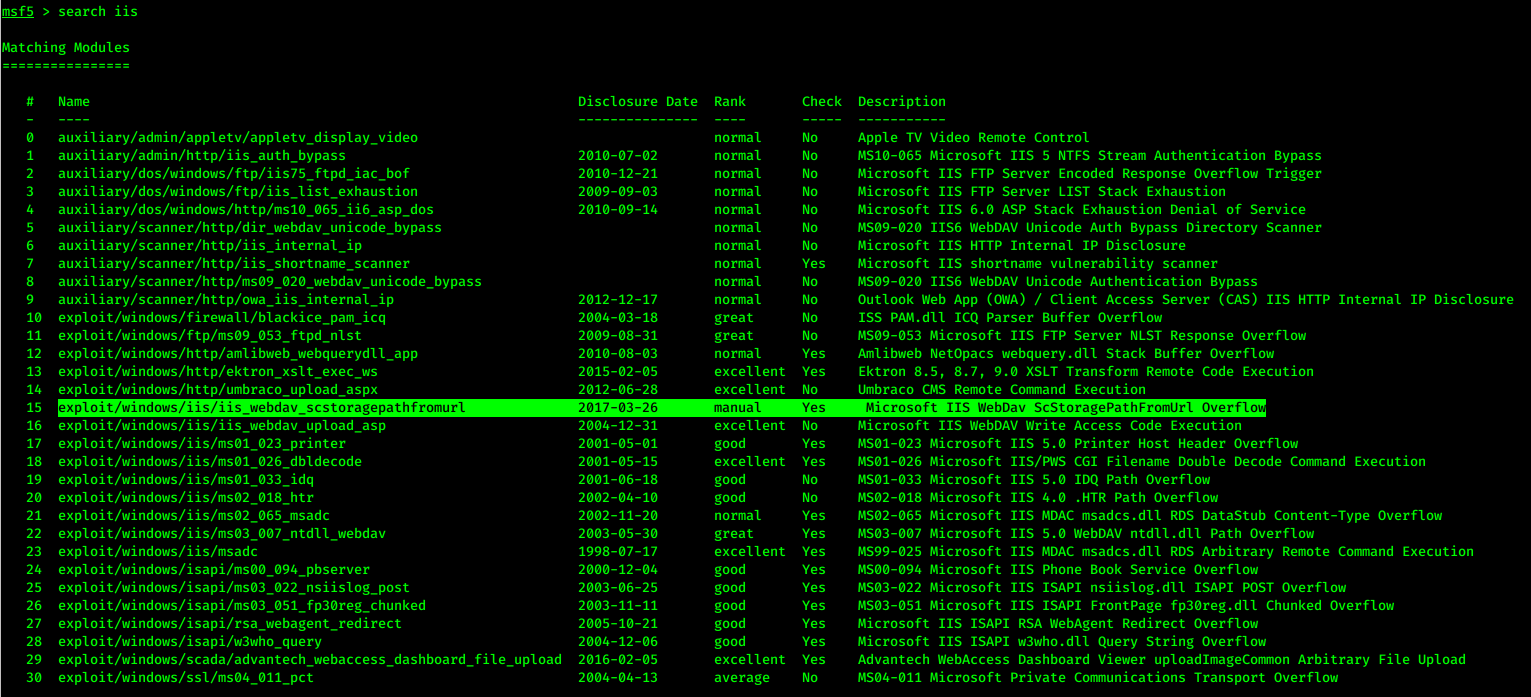 msf5 > search iis
Matching Modules
================
# Name Disclosure Date Rank Check Description
- ---- --------------- ---- ----- -----------
0 auxiliary/admin/appletv/appletv_display_video normal No Apple TV Video Remote Control
1 auxiliary/admin/http/iis_auth_bypass 2010-07-02 normal No MS10-065 Microsoft IIS 5 NTFS Stream Authentication Bypass
2 auxiliary/dos/windows/ftp/iis75_ftpd_iac_bof 2010-12-21 normal No Microsoft IIS FTP Server Encoded Response Overflow Trigger
3 auxiliary/dos/windows/ftp/iis_list_exhaustion 2009-09-03 normal No Microsoft IIS FTP Server LIST Stack Exhaustion
4 auxiliary/dos/windows/http/ms10_065_ii6_asp_dos 2010-09-14 normal No Microsoft IIS 6.0 ASP Stack Exhaustion Denial of Service
5 auxiliary/scanner/http/dir_webdav_unicode_bypass normal No MS09-020 IIS6 WebDAV Unicode Auth Bypass Directory Scanner
6 auxiliary/scanner/http/iis_internal_ip normal No Microsoft IIS HTTP Internal IP Disclosure
7 auxiliary/scanner/http/iis_shortname_scanner normal Yes Microsoft IIS shortname vulnerability scanner
8 auxiliary/scanner/http/ms09_020_webdav_unicode_bypass normal No MS09-020 IIS6 WebDAV Unicode Authentication Bypass
9 auxiliary/scanner/http/owa_iis_internal_ip 2012-12-17 normal No Outlook Web App (OWA) / Client Access Server (CAS) IIS HTTP Internal IP Disclosure
10 exploit/windows/firewall/blackice_pam_icq 2004-03-18 great No ISS PAM.dll ICQ Parser Buffer Overflow
11 exploit/windows/ftp/ms09_053_ftpd_nlst 2009-08-31 great No MS09-053 Microsoft IIS FTP Server NLST Response Overflow
12 exploit/windows/http/amlibweb_webquerydll_app 2010-08-03 normal Yes Amlibweb NetOpacs webquery.dll Stack Buffer Overflow
13 exploit/windows/http/ektron_xslt_exec_ws 2015-02-05 excellent Yes Ektron 8.5, 8.7, 9.0 XSLT Transform Remote Code Execution
14 exploit/windows/http/umbraco_upload_aspx 2012-06-28 excellent No Umbraco CMS Remote Command Execution
15 exploit/windows/iis/iis_webdav_scstoragepathfromurl 2017-03-26 manual Yes Microsoft IIS WebDav ScStoragePathFromUrl Overflow
16 exploit/windows/iis/iis_webdav_upload_asp 2004-12-31 excellent No Microsoft IIS WebDAV Write Access Code Execution
17 exploit/windows/iis/ms01_023_printer 2001-05-01 good Yes MS01-023 Microsoft IIS 5.0 Printer Host Header Overflow
18 exploit/windows/iis/ms01_026_dbldecode 2001-05-15 excellent Yes MS01-026 Microsoft IIS/PWS CGI Filename Double Decode Command Execution
19 exploit/windows/iis/ms01_033_idq 2001-06-18 good No MS01-033 Microsoft IIS 5.0 IDQ Path Overflow
20 exploit/windows/iis/ms02_018_htr 2002-04-10 good No MS02-018 Microsoft IIS 4.0 .HTR Path Overflow
21 exploit/windows/iis/ms02_065_msadc 2002-11-20 normal Yes MS02-065 Microsoft IIS MDAC msadcs.dll RDS DataStub Content-Type Overflow
22 exploit/windows/iis/ms03_007_ntdll_webdav 2003-05-30 great Yes MS03-007 Microsoft IIS 5.0 WebDAV ntdll.dll Path Overflow
23 exploit/windows/iis/msadc 1998-07-17 excellent Yes MS99-025 Microsoft IIS MDAC msadcs.dll RDS Arbitrary Remote Command Execution
24 exploit/windows/isapi/ms00_094_pbserver 2000-12-04 good Yes MS00-094 Microsoft IIS Phone Book Service Overflow
25 exploit/windows/isapi/ms03_022_nsiislog_post 2003-06-25 good Yes MS03-022 Microsoft IIS ISAPI nsiislog.dll ISAPI POST Overflow
26 exploit/windows/isapi/ms03_051_fp30reg_chunked 2003-11-11 good Yes MS03-051 Microsoft IIS ISAPI FrontPage fp30reg.dll Chunked Overflow
27 exploit/windows/isapi/rsa_webagent_redirect 2005-10-21 good Yes Microsoft IIS ISAPI RSA WebAgent Redirect Overflow
28 exploit/windows/isapi/w3who_query 2004-12-06 good Yes Microsoft IIS ISAPI w3who.dll Query String Overflow
29 exploit/windows/scada/advantech_webaccess_dashboard_file_upload 2016-02-05 excellent Yes Advantech WebAccess Dashboard Viewer uploadImageCommon Arbitrary File Upload
30 exploit/windows/ssl/ms04_011_pct 2004-04-13 average No MS04-011 Microsoft Private Communications Transport Overflow